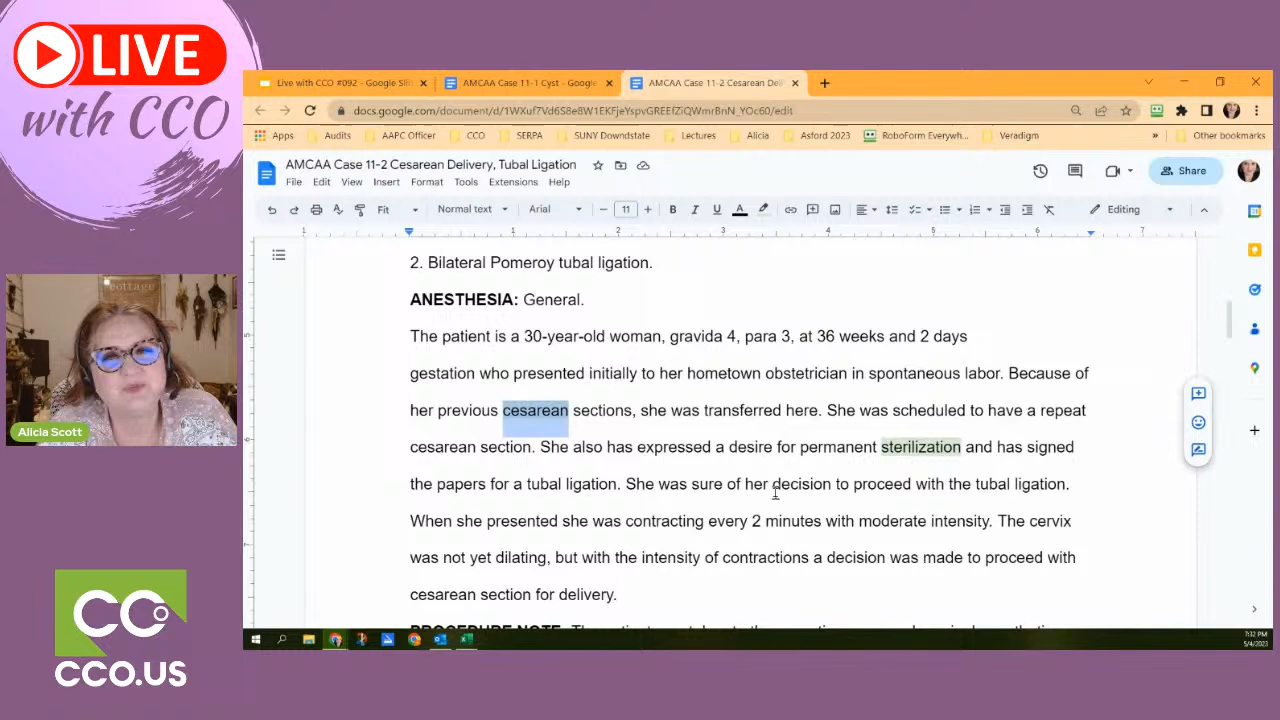 LIVE
with CCO
Live with CCO #092 - Google Sli
AMCAA Case 11-1 Cyst - Google
AMCAA Case 11-2 Cesarean Deli
docs.google.com/document/d/1WXuf7Vd6S8e8W1EKFjeYspvGREEfZiQWmrBnN_YOc60/edit
Apps
Audits
AAPC Officer
CCO
SERPA
SUNY Downstate
Lectures
Alicia
Asford 2023
RoboForm Everywh...
Veradigm
»
Other bookmarks
AMCAA Case 11-2 Cesarean Delivery, Tubal Ligation
File Edit View Insert Format Tools Extensions Help
Share
Fit
Normal text
Arial
11
B I U A
Editing
1 1 2 3 4 5 6 7
2. Bilateral Pomeroy tubal ligation.
ANESTHESIA: General.
The patient is a 30-year-old woman, gravida 4, para 3, at 36 weeks and 2 days
gestation who presented initially to her hometown obstetrician in spontaneous labor. Because of
her previous cesarean sections, she was transferred here. She was scheduled to have a repeat
cesarean section. She also has expressed a desire for permanent sterilization and has signed
the papers for a tubal ligation. She was sure of her decision to proceed with the tubal ligation.
When she presented she was contracting every 2 minutes with moderate intensity. The cervix
was not yet dilating, but with the intensity of contractions a decision was made to proceed with
cesarean section for delivery.
Alicia Scott
CCO
CCO.US
7:32 PM
5/4/2023